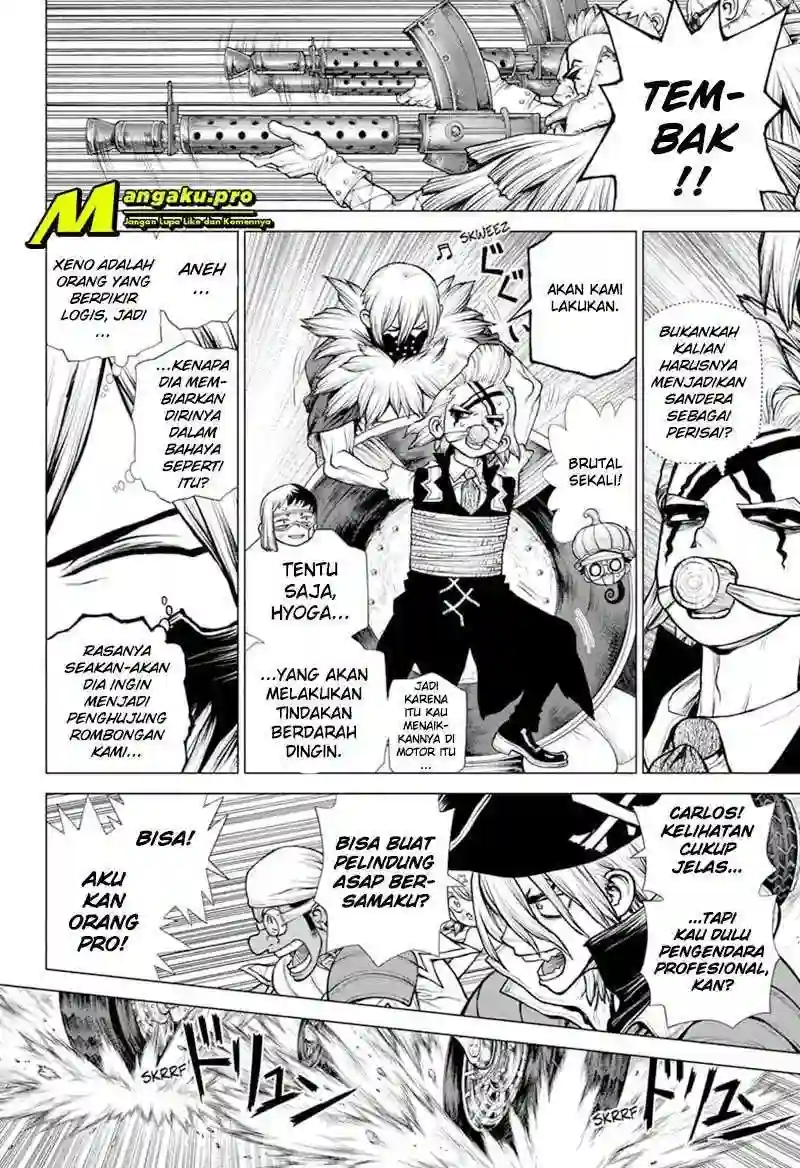 TEM-
BAK
!!
Mangaku.pro
Jangan Lupa Like dan Komennya
BUKANKAH
KALIAN
HARUSNYA
MENJADIKAN
SANDERA
SEBAGAI
PERISAI?
AKAN KAMI
LAKUKAN.
SKWEEZ
ぐぐい
BRUTAL
SEKALI!
TENTU
SAJA,
HYOGA...
...YANG AKAN
MELAKUKAN
TINDAKAN
BERDARAH
DINGIN.
JADI
KARENA
ITU KAU
MENAIK-
KANNYA DI
MOTOR ITU
...
ANEH
...
XENO ADALAH
ORANG YANG
BERPIKIR
LOGIS, JADI
...
...KENAPA
DIA MEM-
BIARKAN
DIRINYA
DALAM
BAHAYA
SEPERTI
ITU?
RASANYA
SEAKAN-AKAN
DIA INGIN
MENJADI
PENGHUJUNG
ROMBONGAN
KAMI...
CARLOS!
KELIHATAN
CUKUP
JELAS...
...TAPI
KAU DULU
PENGENDARA
PROFESIONAL,
KAN?
BISA BUAT
PELINDUNG
ASAP BER-
SAMAKU?
BISA!
AKU
KAN
ORANG
PRO!
SKRRF
ドリュン
SKRRF
ドリュン